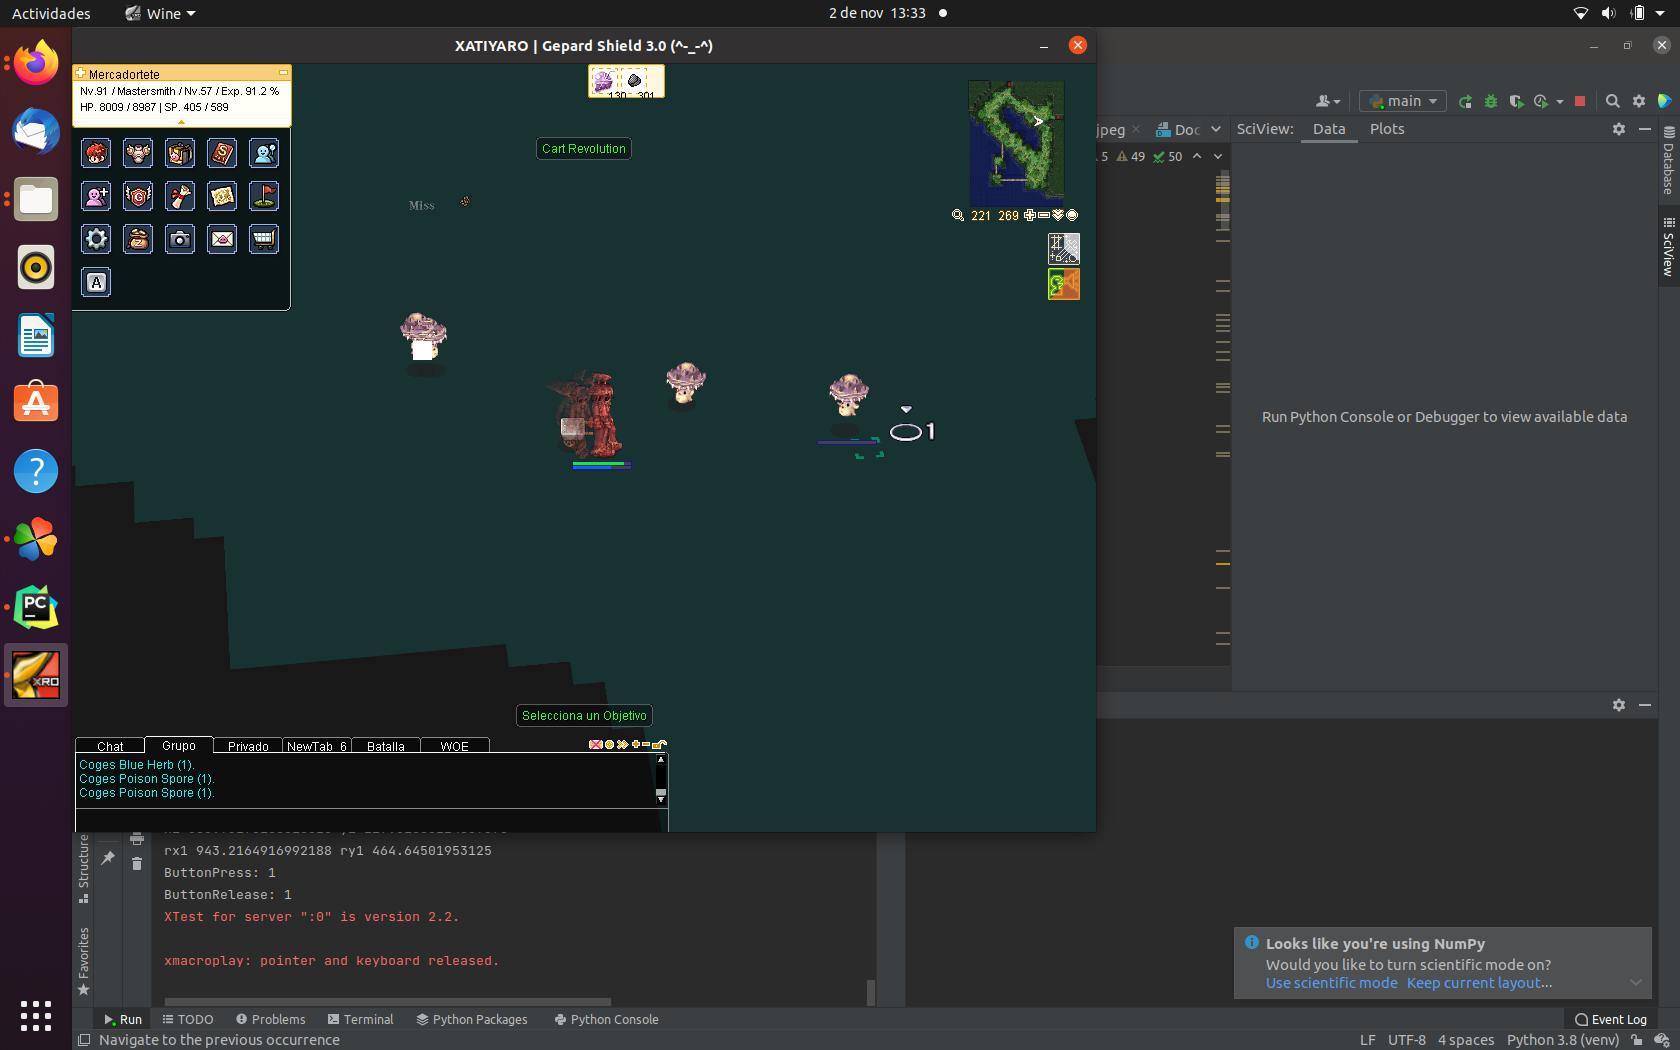 Actividades
Wine
2 de nov 13:33
XATIYARO | Gepard Shield 3.0 (^-_-^)
Mercadortete
Nv.91 / Mastersmith / Nv.57 / Exp. 91.2 %
HP. 8009 / 8987 | SP. 405 / 589
130 301
Cart Revolution
Miss
221 269
1
A
Selecciona un Objetivo
Chat Grupo Privado NewTab_6 Batalla WOE
Coges Blue Herb (1).
Coges Poison Spore (1).
Coges Poison Spore (1).
main
jpeg
Doc
SciView: Data Plots
5 49 50
Database
SciView
Run Python Console or Debugger to view available data
PC
XRO
rx1 943.2164916992188 ry1 464.64501953125
ButtonPress: 1
ButtonRelease: 1
XTest for server ":0" is version 2.2.
xmacroplay: pointer and keyboard released.
Structure
Favorites
Looks like you're using NumPy
Would you like to turn scientific mode on?
Use scientific mode Keep current layout...
Run TODO Problems Terminal Python Packages Python Console
Event Log
Navigate to the previous occurrence
LF UTF-8 4 spaces Python 3.8 (venv)